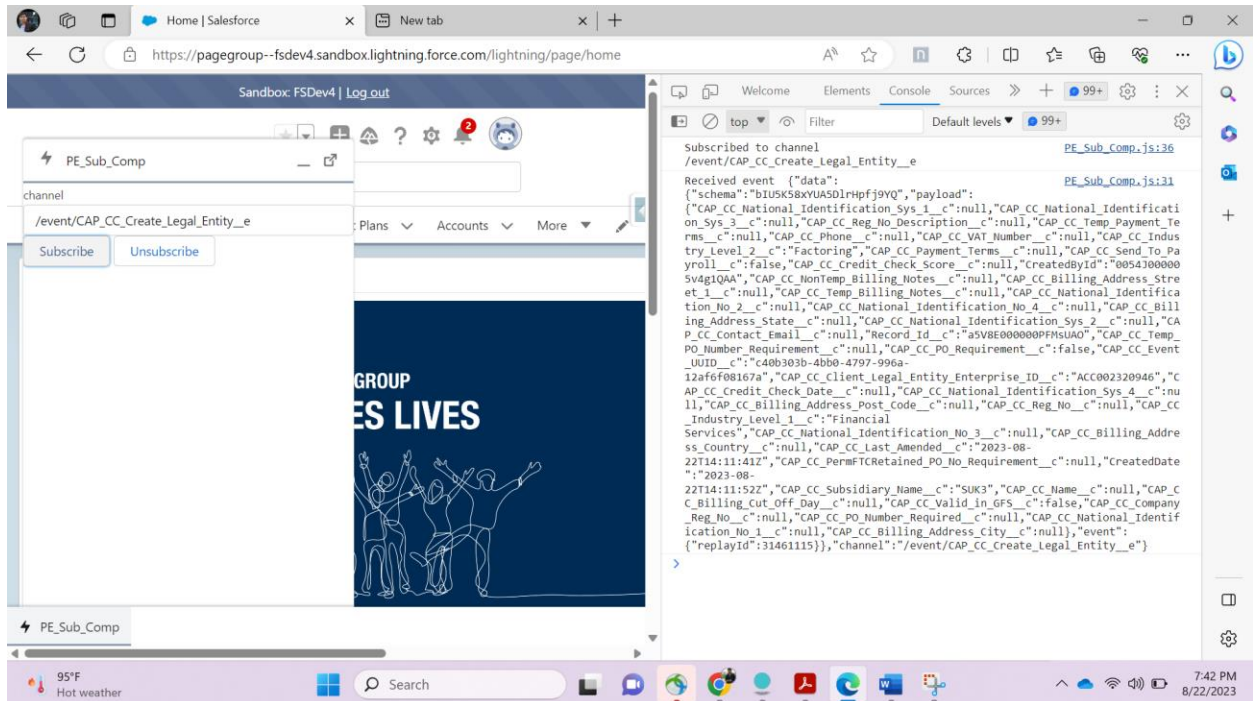 Home | Salesforce
New tab
https://pagegroup--fsdev4.sandbox.lightning.force.com/lightning/page/home
Sandbox: FSDev4 | Log out
2
PE_Sub_Comp
channel
/event/CAP_CC_Create_Legal_Entity__e
Plans
Accounts
More
Subscribe
Unsubscribe
GROUP
ES LIVES
PE_Sub_Comp
Welcome
Elements
Console
Sources
99+
top
Filter
Default levels
99+
Subscribed to channel PE_Sub_Comp.js:36
/event/CAP_CC_Create_Legal_Entity__e
Received event {"data": PE_Sub_Comp.js:31
{"schema":"bIU5K58xYUA5DlrHpfj9YQ","payload":
{"CAP_CC_National_Identification_Sys_1__c":null,"CAP_CC_National_Identificati
on_Sys_3__c":null,"CAP_CC_Reg_No_Description__c":null,"CAP_CC_Temp_Payment_Te
rms__c":null,"CAP_CC_Phone__c":null,"CAP_CC_VAT_Number__c":null,"CAP_CC_Indus
try_Level_2__c":"Factoring","CAP_CC_Payment_Terms__c":null,"CAP_CC_Send_To_Pa
yroll__c":false,"CAP_CC_Credit_Check_Score__c":null,"CreatedById":"0054J00000
5v4g1QAA","CAP_CC_NonTemp_Billing_Notes__c":null,"CAP_CC_Billing_Address_Stre
et_1__c":null,"CAP_CC_Temp_Billing_Notes__c":null,"CAP_CC_National_Identifica
tion_No_2__c":null,"CAP_CC_National_Identification_No_4__c":null,"CAP_CC_Bill
ing_Address_State__c":null,"CAP_CC_National_Identification_Sys_2__c":null,"CA
P_CC_Contact_Email__c":null,"Record_Id__c":"a5V8E000000PFMsUAO","CAP_CC_Temp_
PO_Number_Requirement__c":null,"CAP_CC_PO_Requirement__c":false,"CAP_CC_Event
_UUID__c":"c40b303b-4bb0-4797-996a-
12af6f08167a","CAP_CC_Client_Legal_Entity_Enterprise_ID__c":"ACC002320946","C
AP_CC_Credit_Check_Date__c":null,"CAP_CC_National_Identification_Sys_4__c":nu
ll,"CAP_CC_Billing_Address_Post_Code__c":null,"CAP_CC_Reg_No__c":null,"CAP_CC
_Industry_Level_1__c":"Financial
Services","CAP_CC_National_Identification_No_3__c":null,"CAP_CC_Billing_Addre
ss_Country__c":null,"CAP_CC_Last_Amended__c":"2023-08-
22T14:11:41Z","CAP_CC_PermFTCRetained_PO_No_Requirement__c":null,"CreatedDate
":"2023-08-
22T14:11:52Z","CAP_CC_Subsidiary_Name__c":"SUK3","CAP_CC_Name__c":null,"CAP_C
C_Billing_Cut_Off_Day__c":null,"CAP_CC_Valid_in_GFS__c":false,"CAP_CC_Company
_Reg_No__c":null,"CAP_CC_PO_Number_Required__c":null,"CAP_CC_National_Identif
ication_No_1__c":null,"CAP_CC_Billing_Address_City__c":null},"event":
{"replayId":31461115}},"channel":"/event/CAP_CC_Create_Legal_Entity__e"}
95°F
Hot weather
Search
7:42 PM
8/22/2023